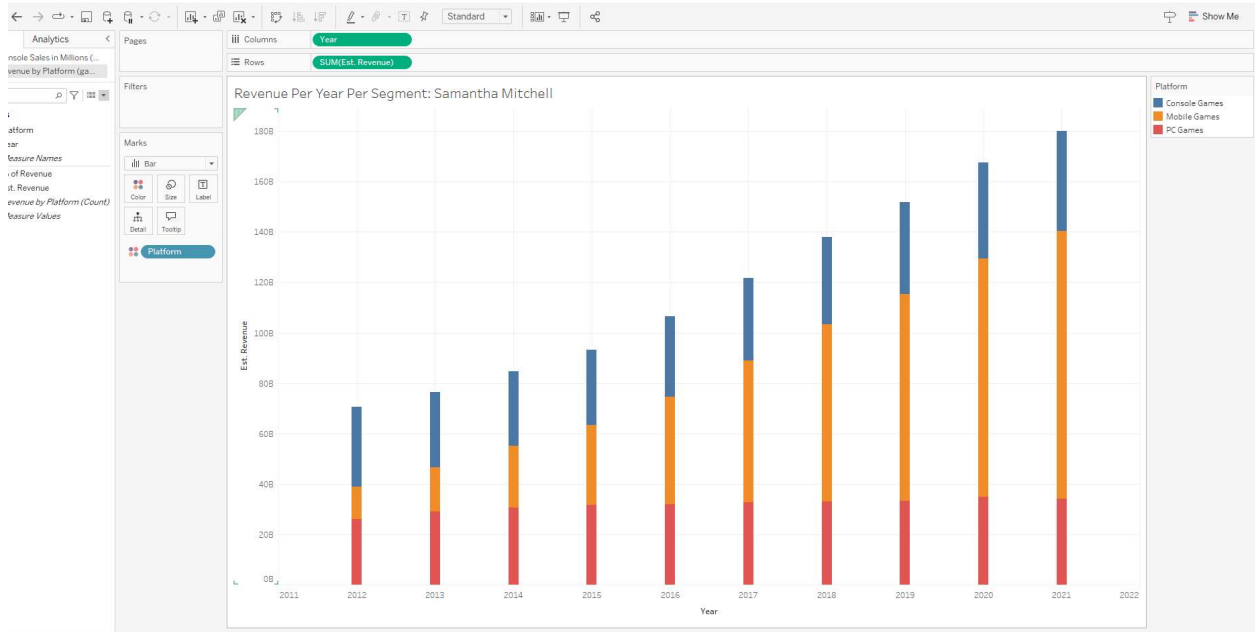 Standard
Show Me
Analytics
Pages
iii Columns
Year
Rows
SUM(Est. Revenue)
nsole Sales in Millions (...
venue by Platform (ga...
Filters
Revenue Per Year Per Segment: Samantha Mitchell
Platform
Console Games
Mobile Games
PC Games
s
atform
ear
Measure Names
of Revenue
st. Revenue
evenue by Platform (Count)
Measure Values
Marks
Bar
Color
Size
Label
Detail
Tooltip
Platform
180B
160B
140B
120B
100B
80B
60B
40B
20B
0B
Est. Revenue
2011 2012 2013 2014 2015 2016 2017 2018 2019 2020 2021 2022
Year